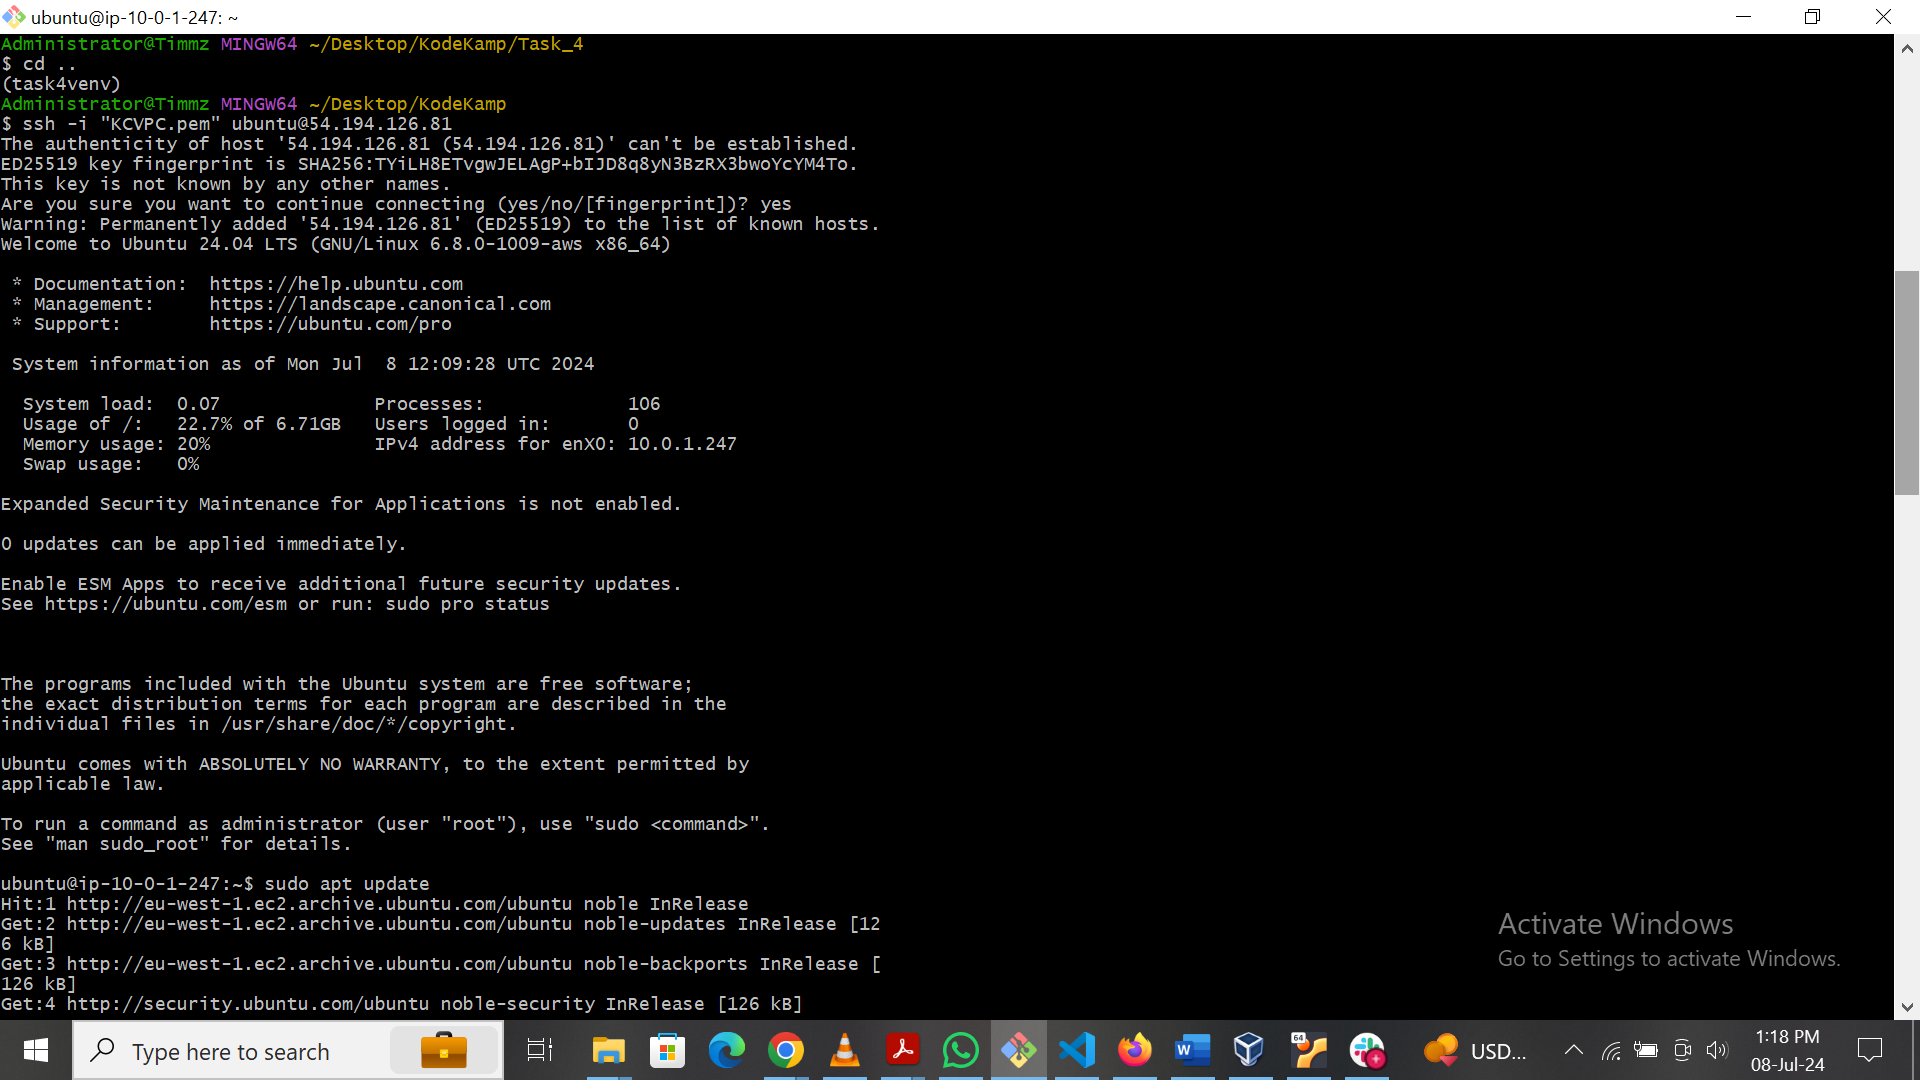 ubuntu@ip-10-0-1-247: ~
Administrator@Timmz MINGW64 ~/Desktop/KodeKamp/Task_4
$ cd ..
(task4venv)
Administrator@Timmz MINGW64 ~/Desktop/KodeKamp
$ ssh -i "KCVPC.pem" ubuntu@54.194.126.81
The authenticity of host '54.194.126.81 (54.194.126.81)' can't be established.
ED25519 key fingerprint is SHA256:TYiLH8ETvgwJELAgP+bIJD8q8yN3BzRX3bwoYcYM4To.
This key is not known by any other names.
Are you sure you want to continue connecting (yes/no/[fingerprint])? yes
Warning: Permanently added '54.194.126.81' (ED25519) to the list of known hosts.
Welcome to Ubuntu 24.04 LTS (GNU/Linux 6.8.0-1009-aws x86_64)
* Documentation:  https://help.ubuntu.com
* Management:     https://landscape.canonical.com
* Support:        https://ubuntu.com/pro
System information as of Mon Jul  8 12:09:28 UTC 2024
System load:  0.07              Processes:             106
Usage of /:   22.7% of 6.71GB   Users logged in:       0
Memory usage: 20%               IPv4 address for enX0: 10.0.1.247
Swap usage:   0%
Expanded Security Maintenance for Applications is not enabled.
0 updates can be applied immediately.
Enable ESM Apps to receive additional future security updates.
See https://ubuntu.com/esm or run: sudo pro status
The programs included with the Ubuntu system are free software;
the exact distribution terms for each program are described in the
individual files in /usr/share/doc/*/copyright.
Ubuntu comes with ABSOLUTELY NO WARRANTY, to the extent permitted by
applicable law.
To run a command as administrator (user "root"), use "sudo <command>".
See "man sudo_root" for details.
ubuntu@ip-10-0-1-247:~$ sudo apt update
Hit:1 http://eu-west-1.ec2.archive.ubuntu.com/ubuntu noble InRelease
Get:2 http://eu-west-1.ec2.archive.ubuntu.com/ubuntu noble-updates InRelease [12
6 kB]
Get:3 http://eu-west-1.ec2.archive.ubuntu.com/ubuntu noble-backports InRelease [
126 kB]
Get:4 http://security.ubuntu.com/ubuntu noble-security InRelease [126 kB]
Activate Windows
Go to Settings to activate Windows.
Type here to search
64
W
USD...
1:18 PM
08-Jul-24